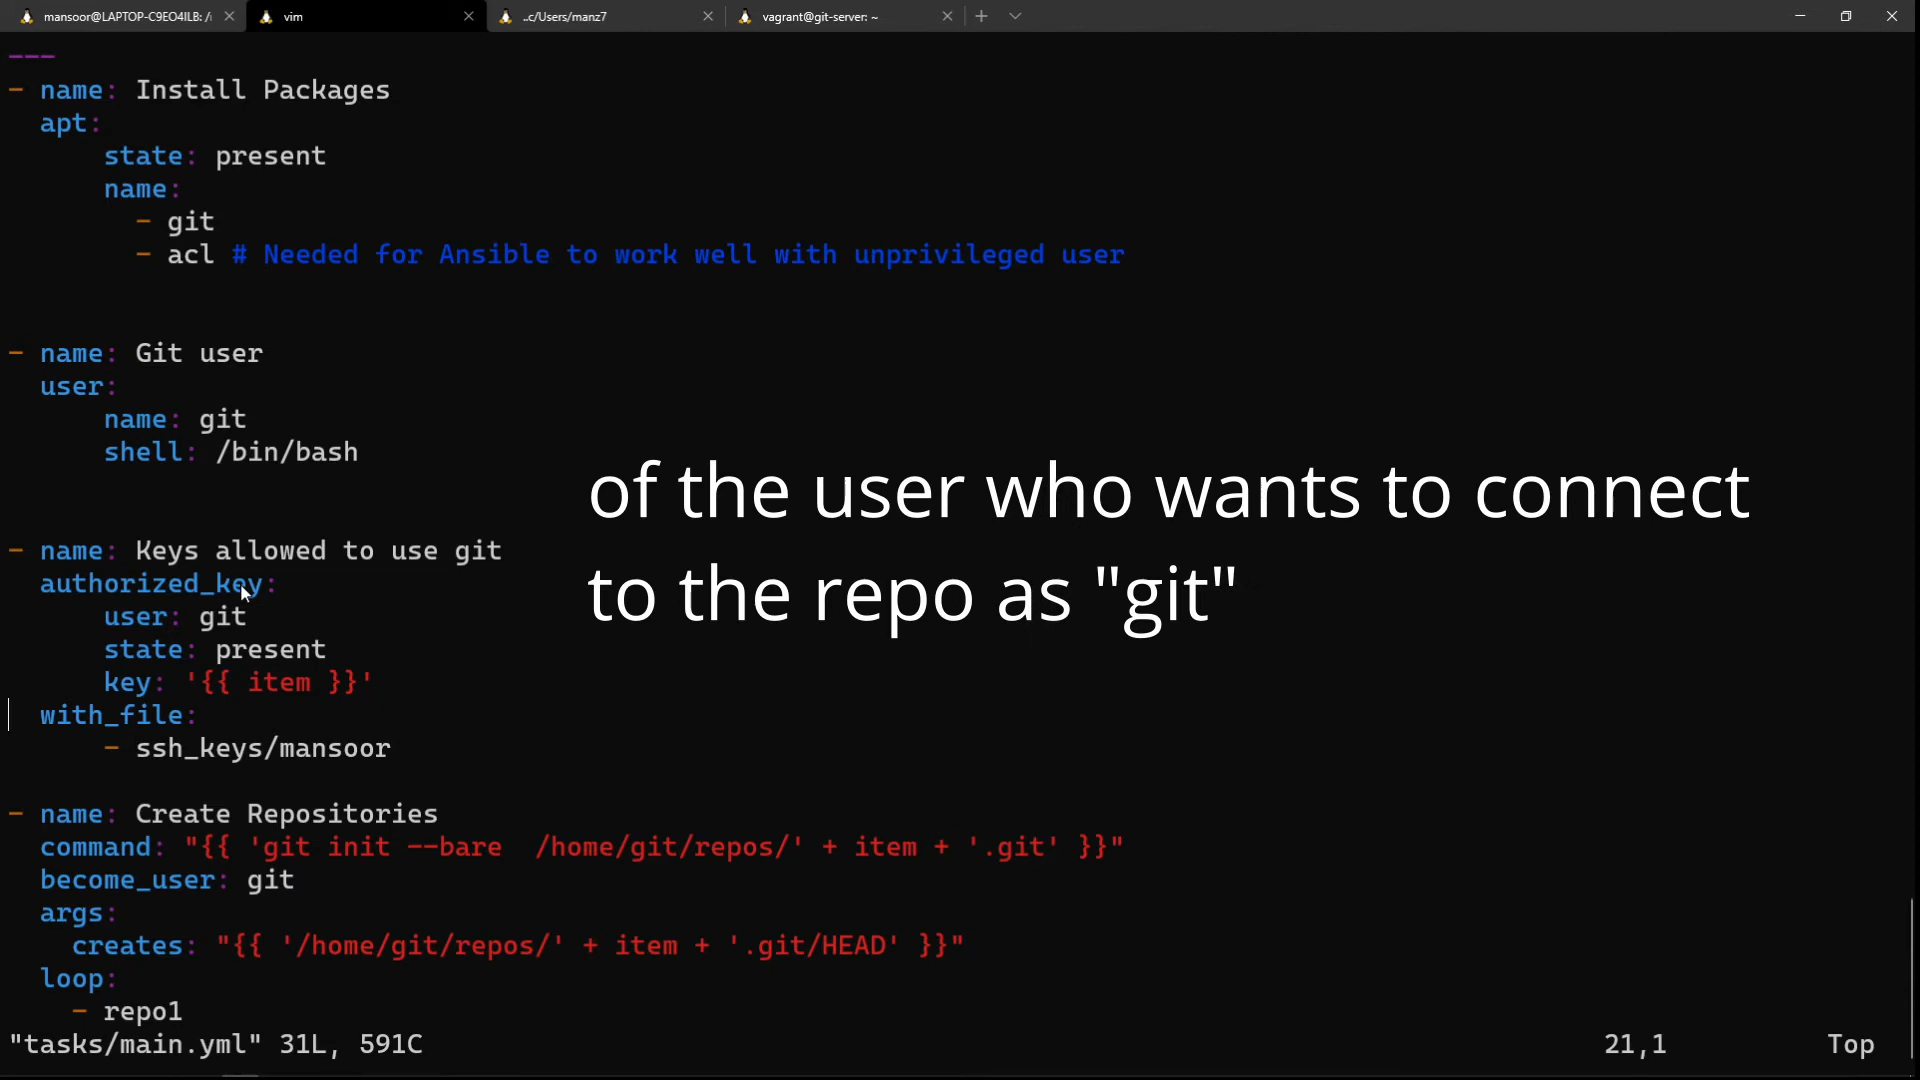 mansoor@LAPTOP-C9EO4ILB: /
vim
..c/Users/manz7
vagrant@git-server: ~
---
- name: Install Packages
  apt:
      state: present
      name:
        - git
        - acl # Needed for Ansible to work well with unprivileged user
- name: Git user
  user:
      name: git
      shell: /bin/bash
of the user who wants to connect
to the repo as "git"
- name: Keys allowed to use git
  authorized_key:
      user: git
      state: present
      key: '{{ item }}'
  with_file:
      - ssh_keys/mansoor
- name: Create Repositories
  command: "{{ 'git init --bare  /home/git/repos/' + item + '.git' }}"
  become_user: git
  args:
    creates: "{{ '/home/git/repos/' + item + '.git/HEAD' }}"
  loop:
    - repo1
"tasks/main.yml" 31L, 591C
21,1
Top